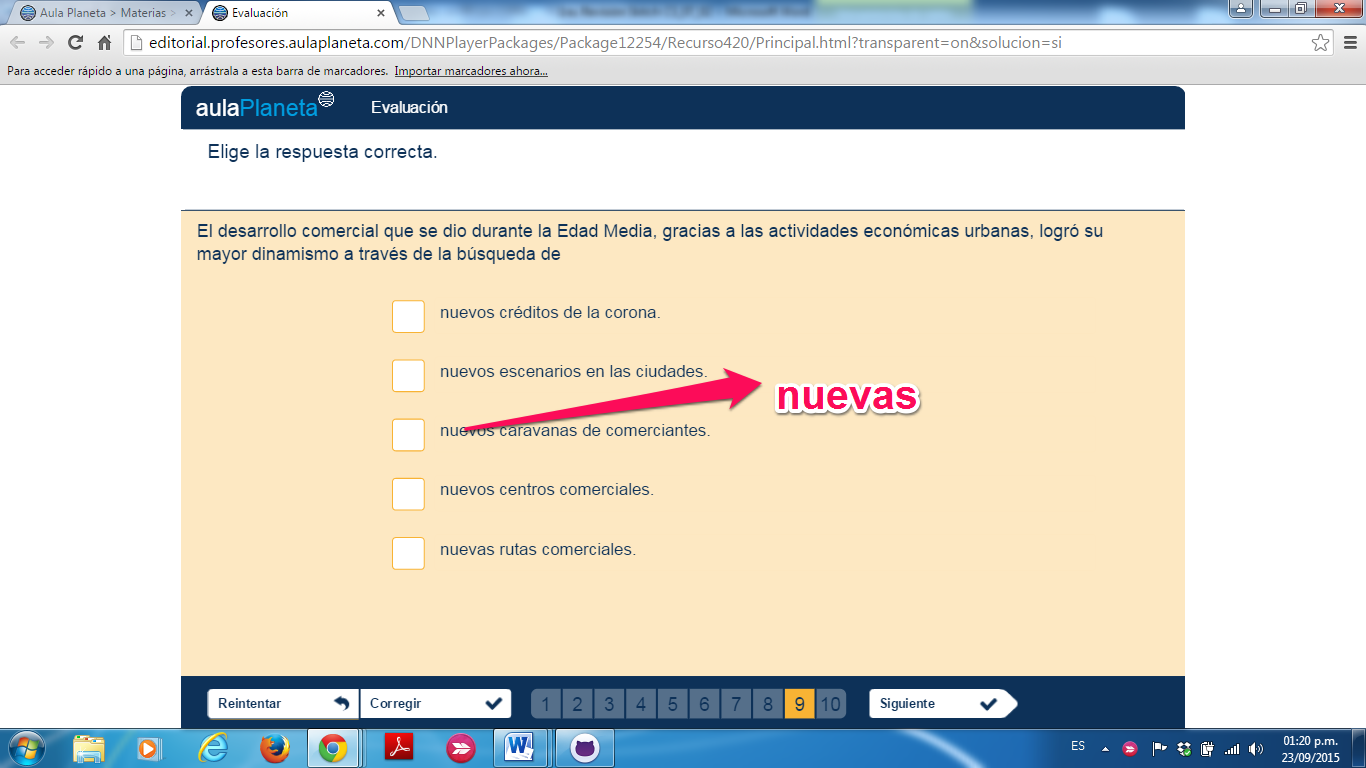 Aula Planeta > Materias >
Evaluación
editorial.profesores.aulaplaneta.com/DNNPlayerPackages/Package12254/Recurso420/Principal.html?transparent=on&solucion=si
Para acceder rápido a una página, arrástrala a esta barra de marcadores. Importar marcadores ahora...
aulaPlaneta Evaluación
Elige la respuesta correcta.
El desarrollo comercial que se dio durante la Edad Media, gracias a las actividades económicas urbanas, logró su
mayor dinamismo a través de la búsqueda de
nuevos créditos de la corona.
nuevos escenarios en las ciudades.
nuevas
nuevos caravanas de comerciantes.
nuevos centros comerciales.
nuevas rutas comerciales.
Reintentar Corregir 1 2 3 4 5 6 7 8 9 10 Siguiente
ES 01:20 p.m.
23/09/2015